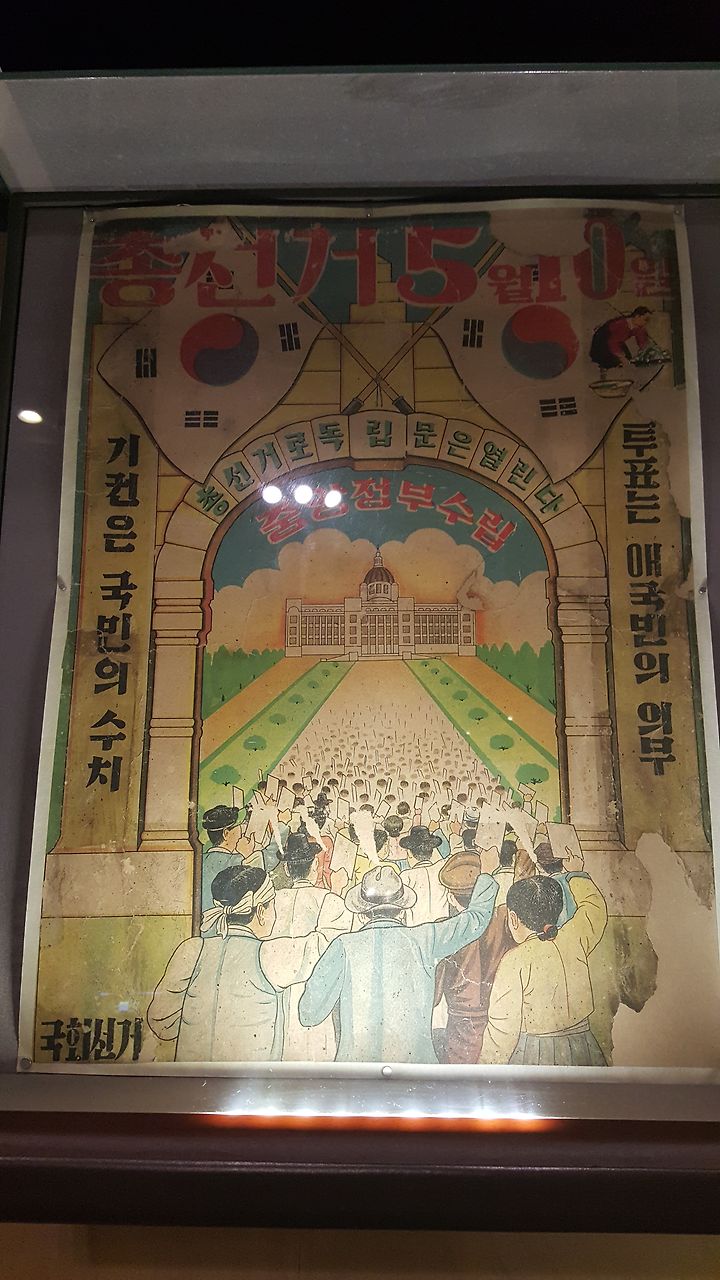 총선거 5월10일
총선거로독립문은열린다
중앙정부수립
기권은 국민의 수치
투표는 애국민의 의무
국회선거